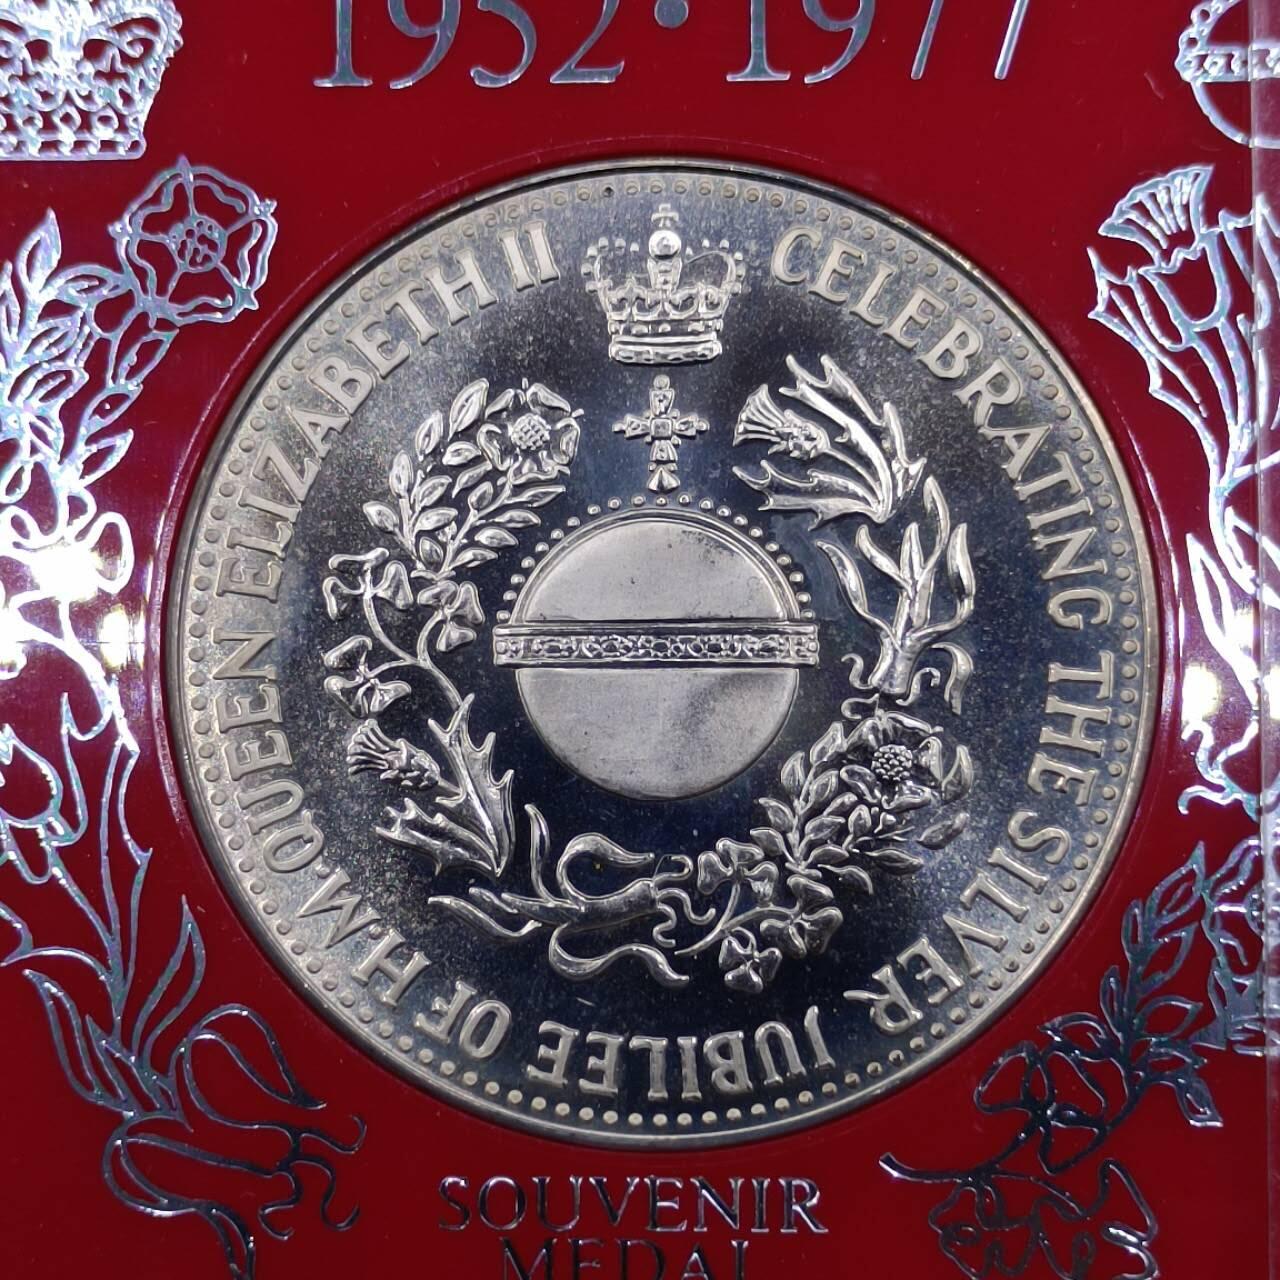 1952 · 1977
CELEBRATING THE SILVER JUBILEE OF H.M. QUEEN ELIZABETH II
SOUVENIR
MEDAL